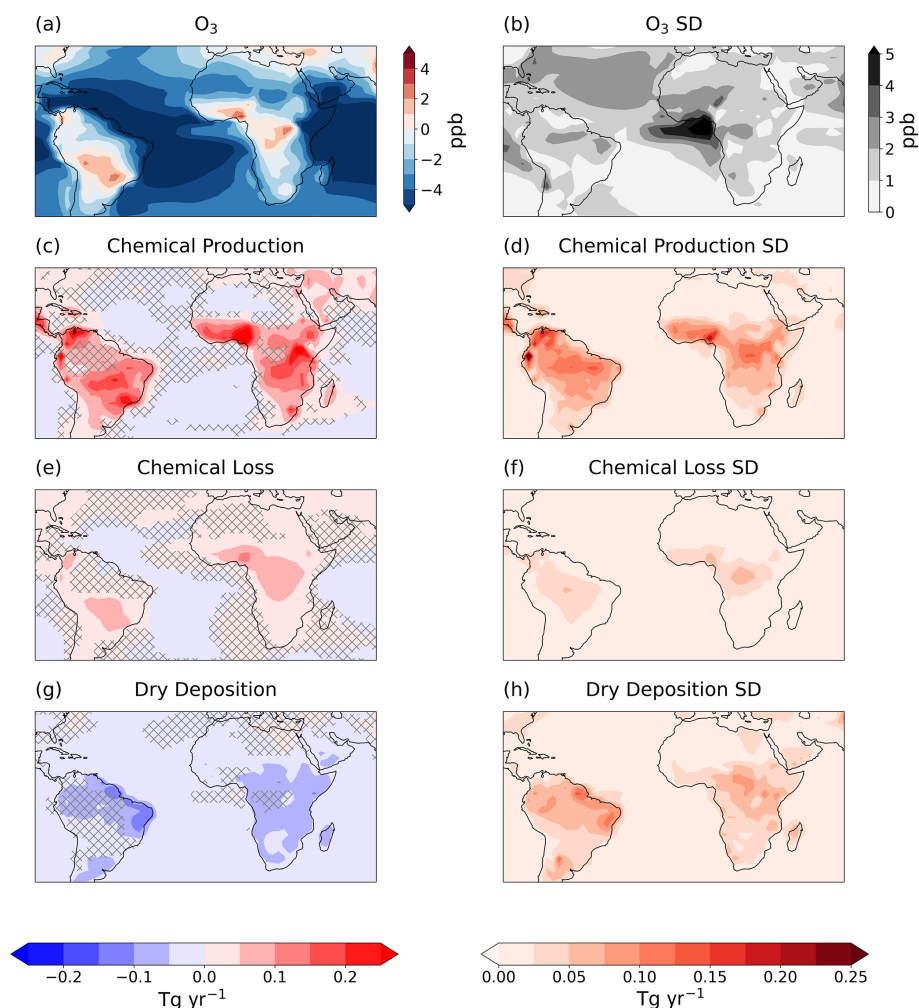 (a) O₃
(b) O₃ SD
4
2
0
−2
−4
ppb
5
4
3
2
1
0
ppb
(c) Chemical Production
(d) Chemical Production SD
(e) Chemical Loss
(f) Chemical Loss SD
(g) Dry Deposition
(h) Dry Deposition SD
−0.2 −0.1 0.0 0.1 0.2
Tg yr⁻¹
0.00 0.05 0.10 0.15 0.20 0.25
Tg yr⁻¹